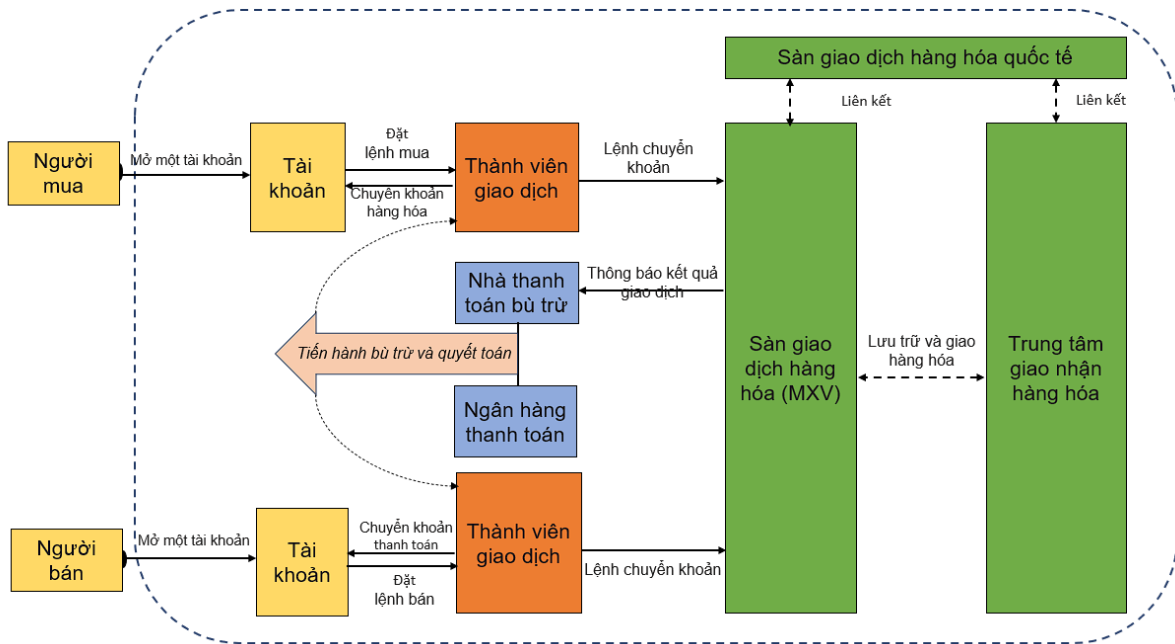 Sàn giao dịch hàng hóa quốc tế
Liên kết
Liên kết
Người
mua
Mở một tài khoản
Tài
khoản
Đặt
lệnh mua
Chuyên khoản
hàng hóa
Thành viên
giao dịch
Lệnh chuyển
khoản
Nhà thanh
toán bù trừ
Thông báo kết quả
giao dịch
Tiến hành bù trừ và quyết toán
Ngân hàng
thanh toán
Sàn giao
dịch hàng
hóa (MXV)
Lưu trữ và giao
hàng hóa
Trung tâm
giao nhận
hàng hóa
Người
bán
Mở một tài khoản
Tài
khoản
Chuyển khoản
thanh toán
Đặt
lệnh bán
Thành viên
giao dịch
Lệnh chuyển khoản